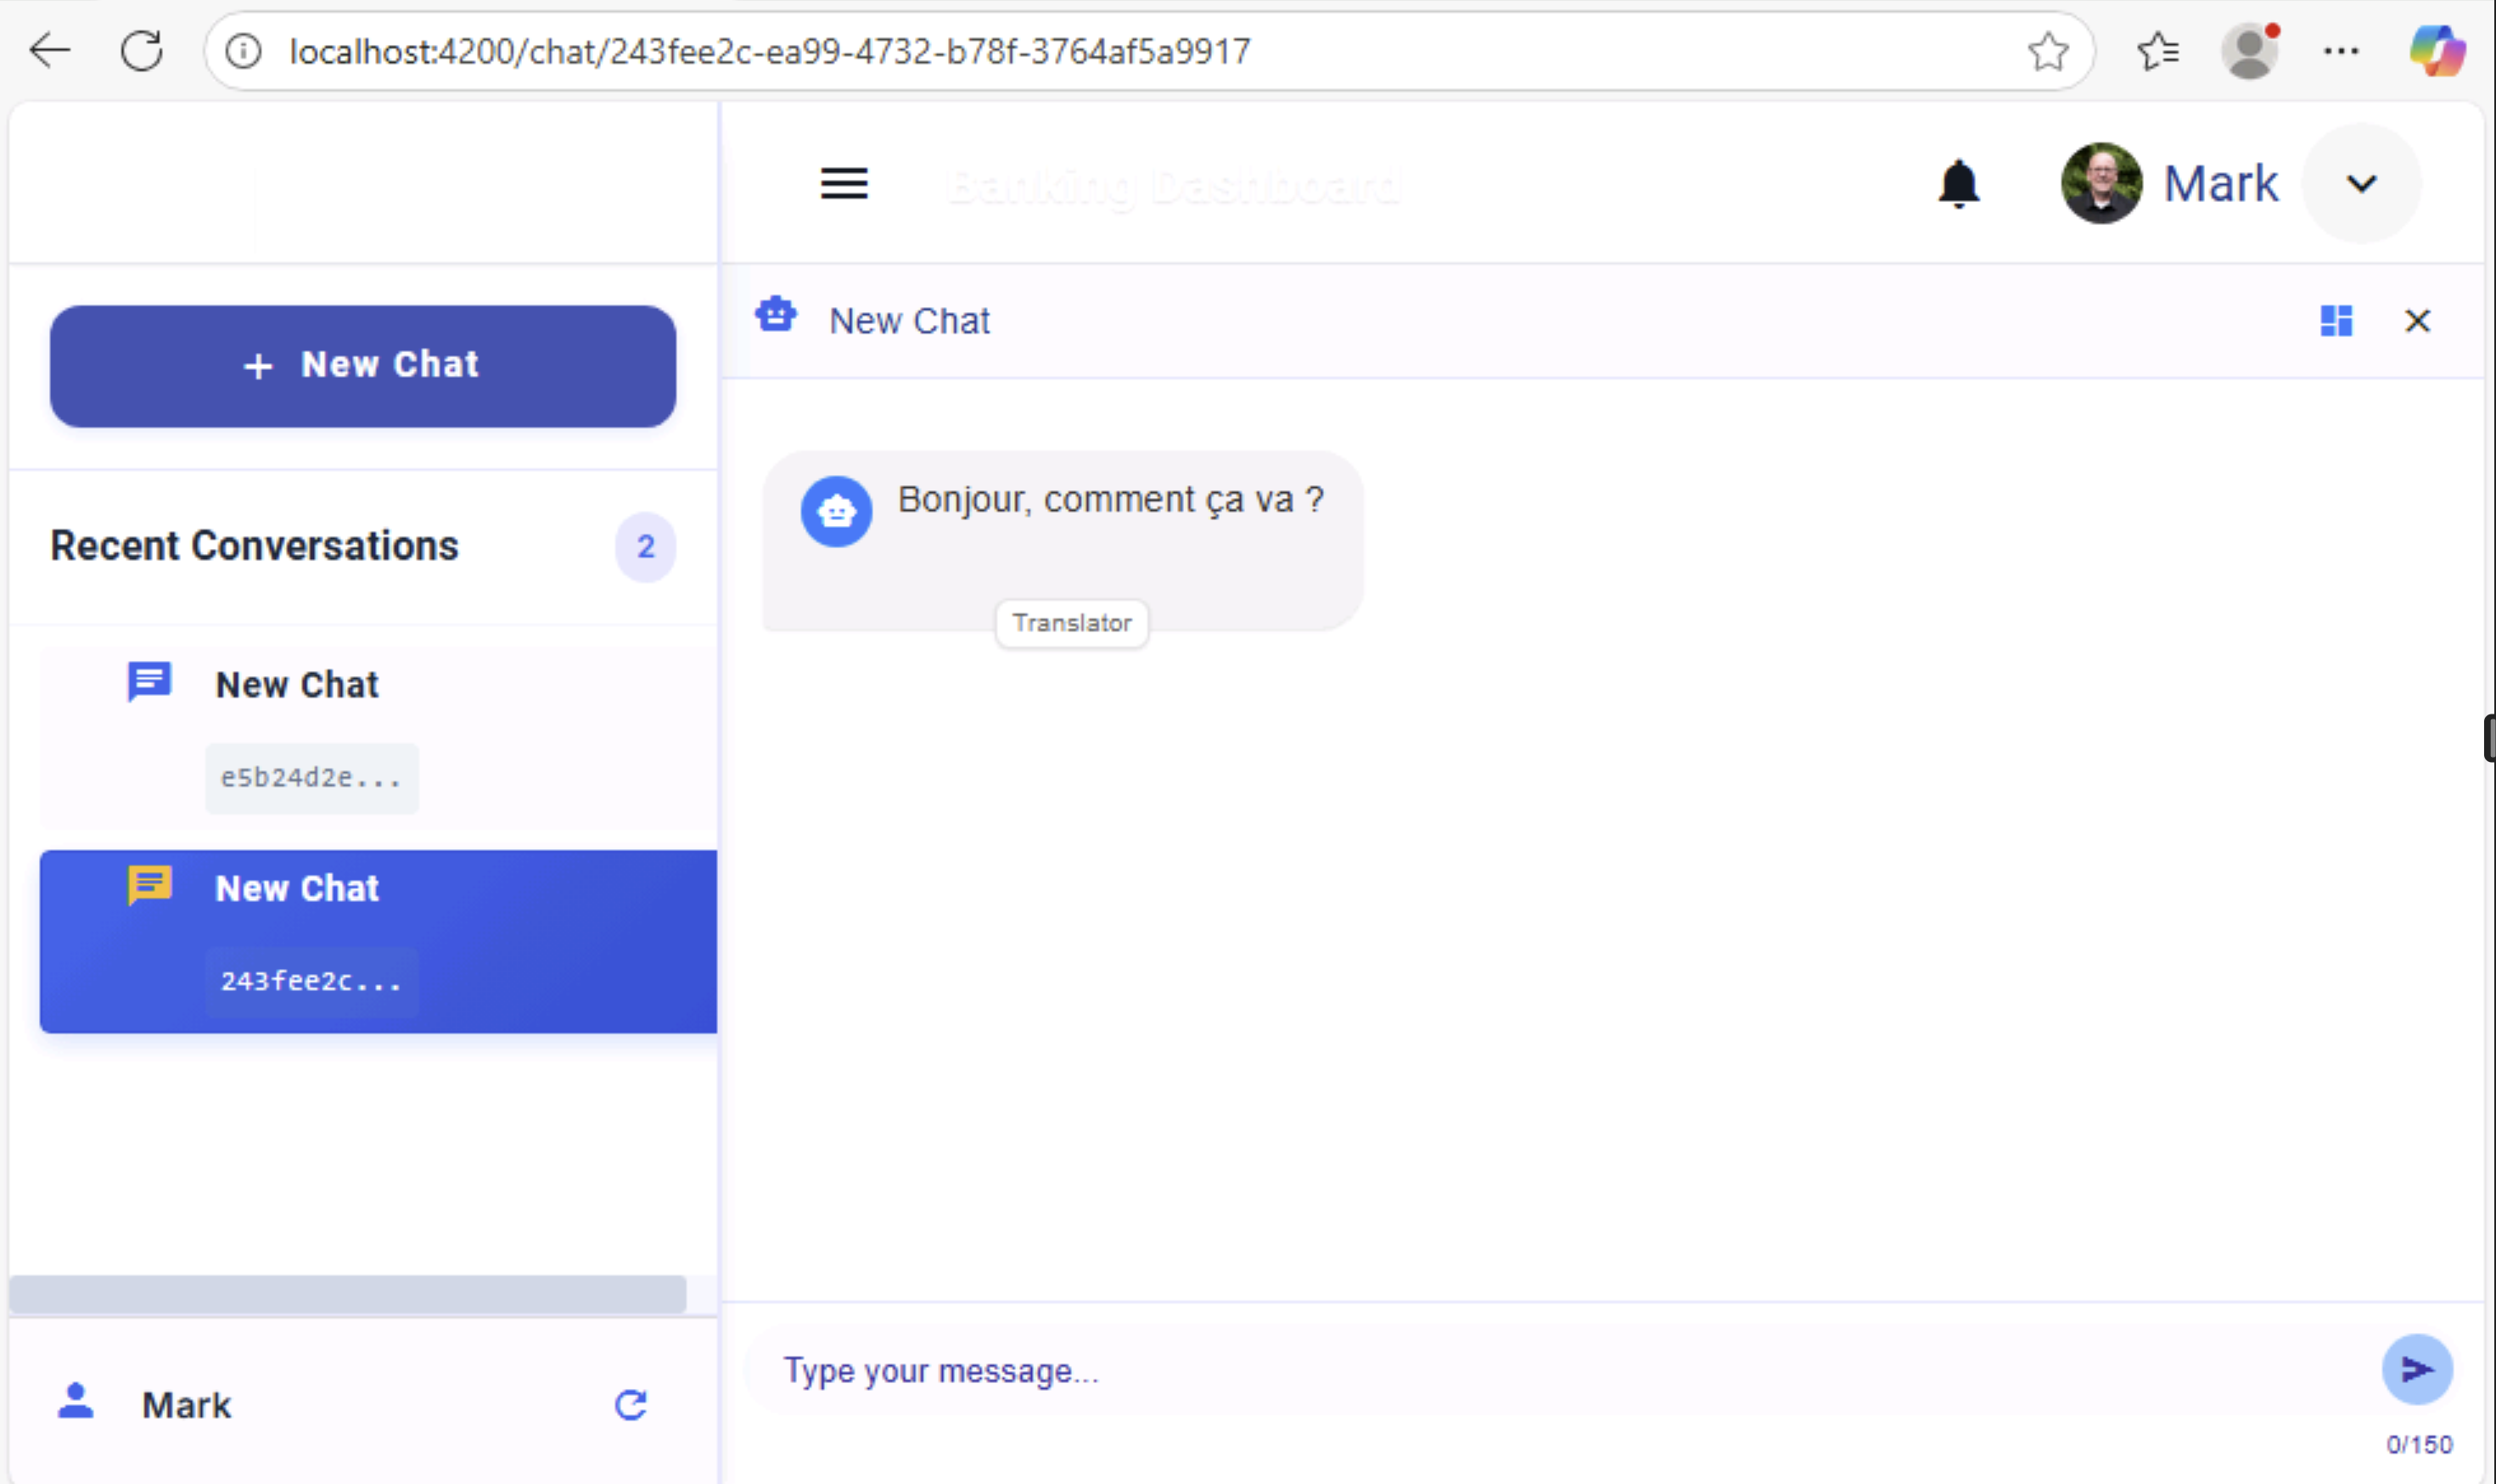 localhost:4200/chat/243fee2c-ea99-4732-b78f-3764af5a9917
Banking Dashboard
Mark
+ New Chat
New Chat
Recent Conversations
2
Bonjour, comment ça va ?
Translator
New Chat
e5b24d2e...
New Chat
243fee2c...
Type your message...
Mark
0/150